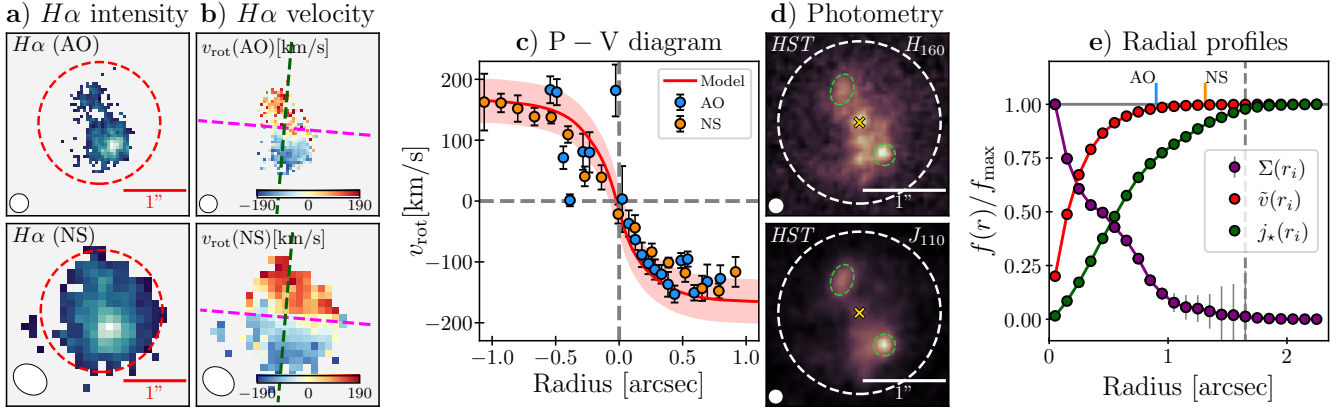 a) Hα intensity
Hα (AO)
1”
Hα (NS)
1”
b) Hα velocity
v_rot(AO)[km/s]
−190 0 190
v_rot(NS)[km/s]
−190 0 190
c) P − V diagram
Model
AO
NS
200
100
0
−100
−200
v_rot[km/s]
−1.0 −0.5 0.0 0.5 1.0
Radius [arcsec]
d) Photometry
HST H₁₆₀
1”
HST J₁₁₀
1”
e) Radial profiles
AO NS
1.00
0.75
0.50
0.25
0.00
f(r)/f_max
Σ(r_i)
ṽ(r_i)
j_⋆(r_i)
0 1 2
Radius [arcsec]